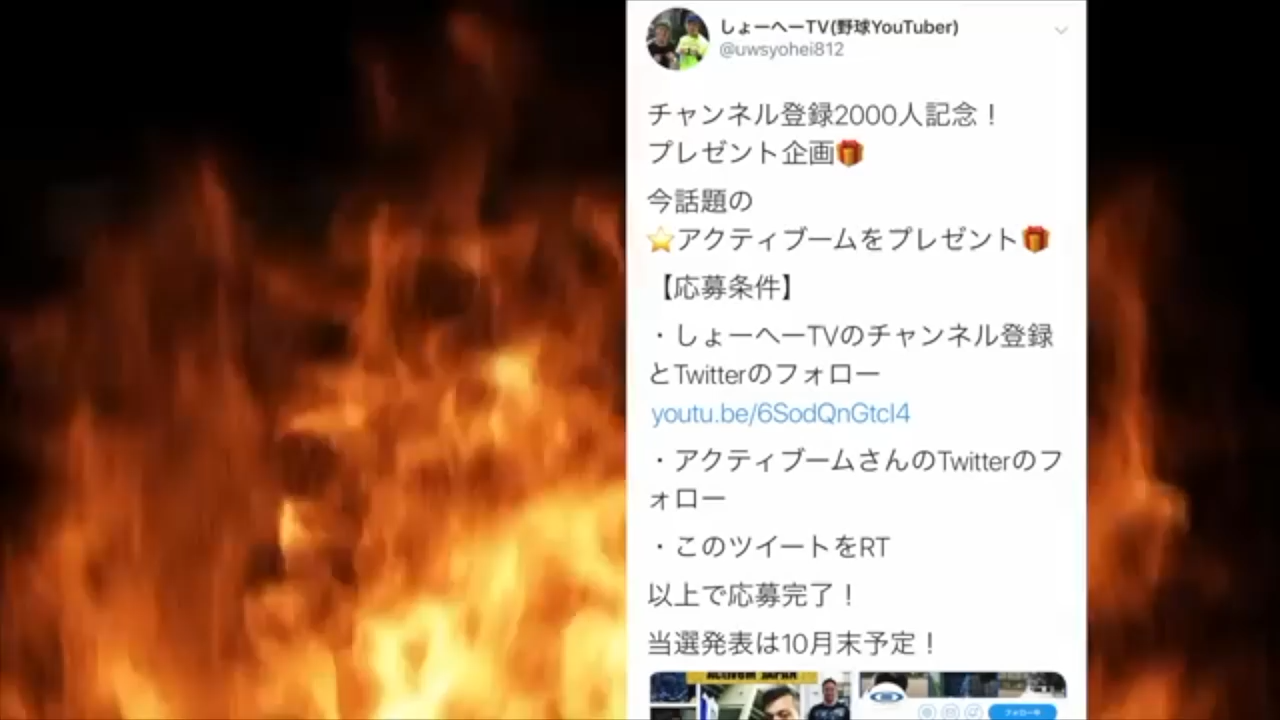 しょーへーTV(野球YouTuber)
@uwsyohei812
チャンネル登録2000人記念！
プレゼント企画🎁
今話題の
⭐アクティブームをプレゼント🎁
【応募条件】
・しょーへーTVのチャンネル登録
とTwitterのフォロー
youtu.be/6SodQnGtcI4
・アクティブームさんのTwitterのフ
ォロー
・このツイートをRT
以上で応募完了！
当選発表は10月末予定！
フォロー中